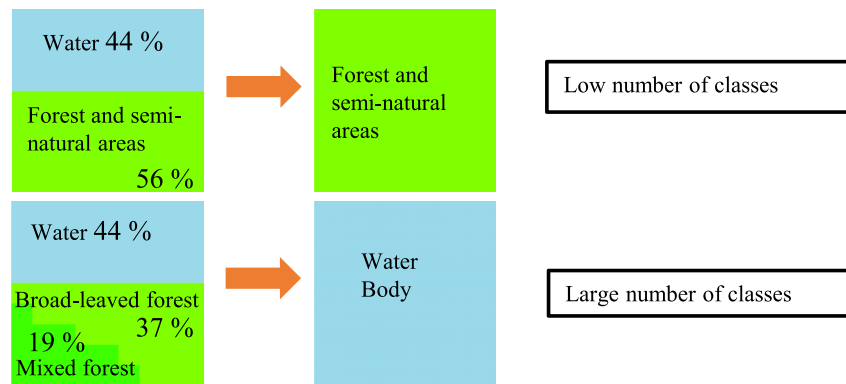 Water 44 %
Forest and semi-
natural areas
56 %
Forest and
semi-natural
areas
Low number of classes
Water 44 %
Broad-leaved forest
37 %
19 %
Mixed forest
Water
Body
Large number of classes